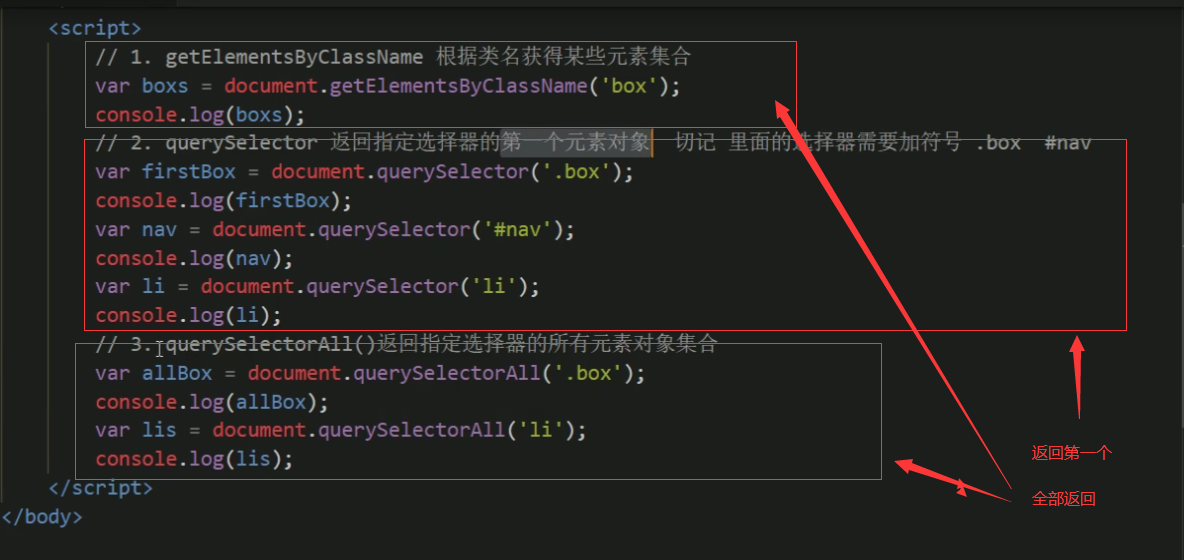 <script>
// 1. getElementsByClassName 根据类名获得某些元素集合
var boxs = document.getElementsByClassName('box');
console.log(boxs);
// 2. querySelector 返回指定选择器的第一个元素对象  切记 里面的选择器需要加符号 .box  #nav
var firstBox = document.querySelector('.box');
console.log(firstBox);
var nav = document.querySelector('#nav');
console.log(nav);
var li = document.querySelector('li');
console.log(li);
// 3. querySelectorAll()返回指定选择器的所有元素对象集合
var allBox = document.querySelectorAll('.box');
console.log(allBox);
var lis = document.querySelectorAll('li');
console.log(lis);
</script>
</body>
返回第一个
全部返回